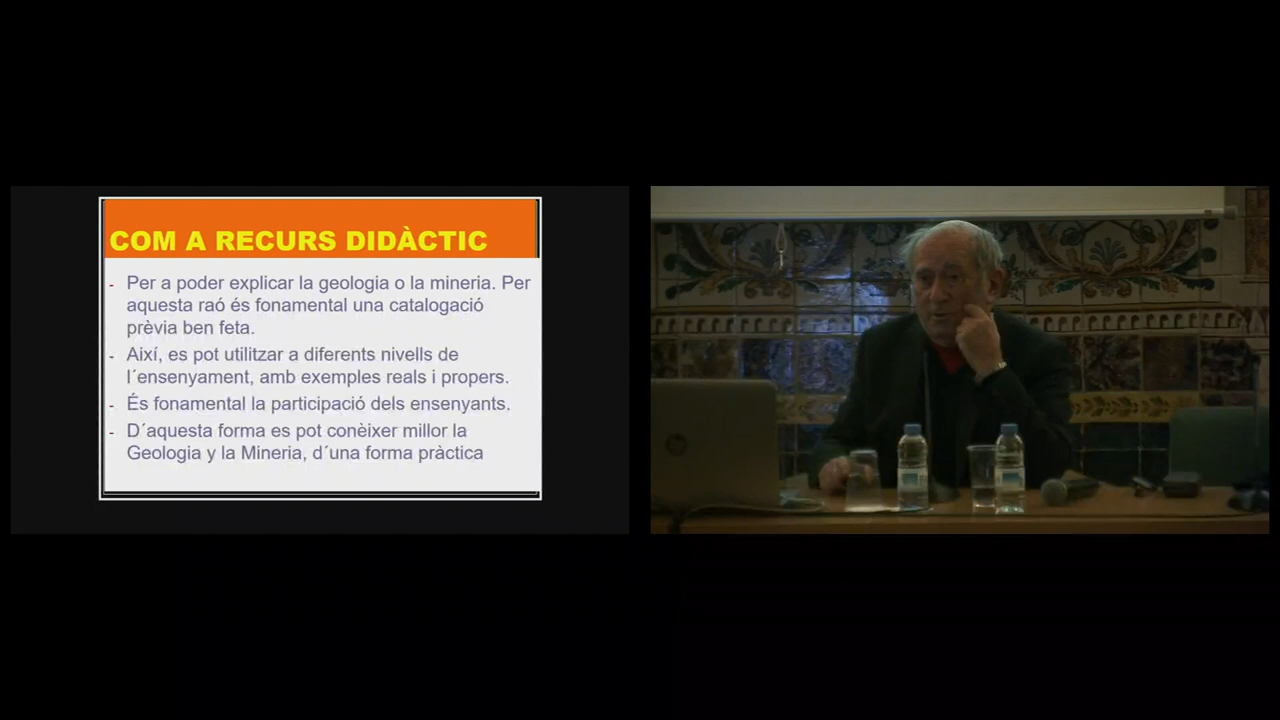 COM A RECURS DIDÀCTIC
- Per a poder explicar la geologia o la mineria. Per
aquesta raó és fonamental una catalogació
prèvia ben feta.
- Així, es pot utilitzar a diferents nivells de
l´ensenyament, amb exemples reals i propers.
- És fonamental la participació dels ensenyants.
- D´aquesta forma es pot conèixer millor la
Geologia y la Mineria, d´una forma pràctica